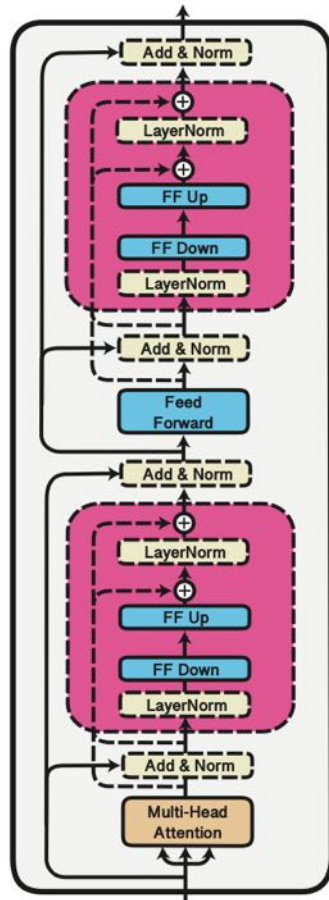 Add & Norm
LayerNorm
FF Up
FF Down
LayerNorm
Add & Norm
Feed
Forward
Add & Norm
LayerNorm
FF Up
FF Down
LayerNorm
Add & Norm
Multi-Head
Attention